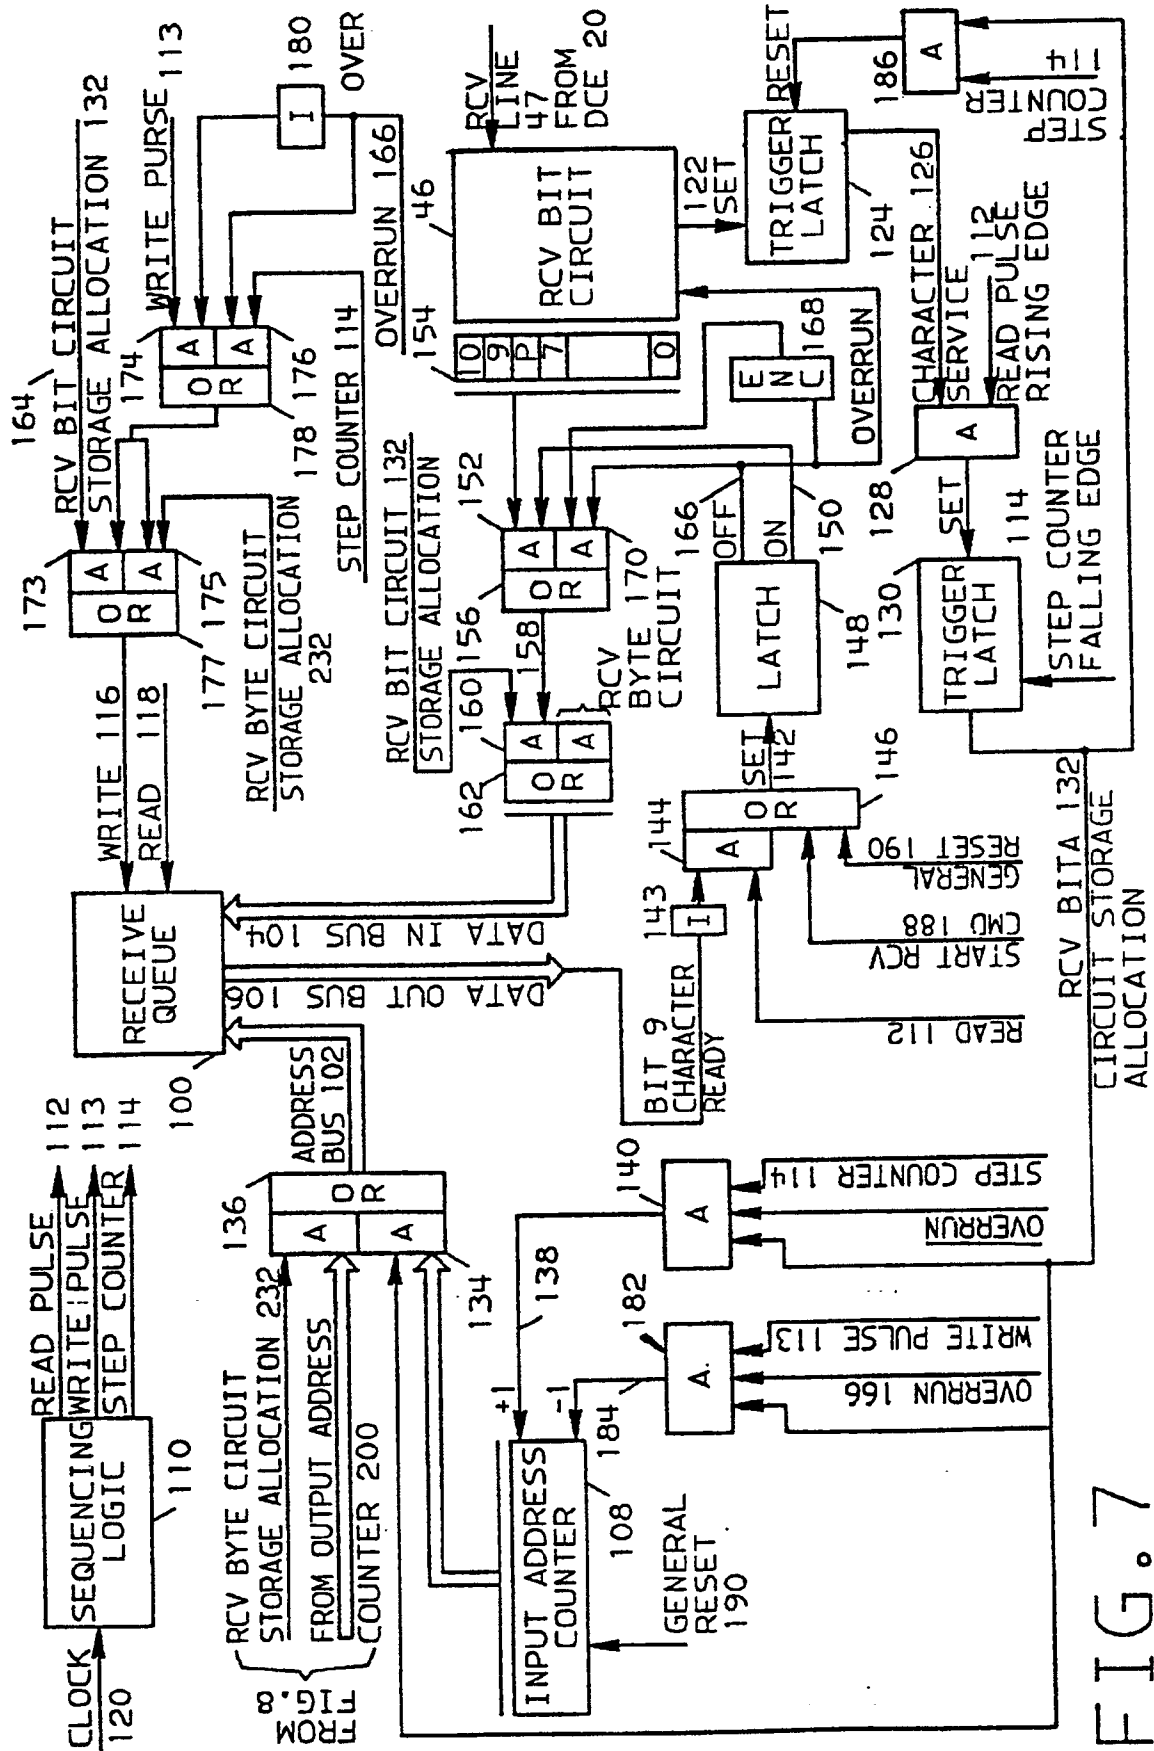 CLOCK
120
SEQUENCING
LOGIC
110
READ PULSE
WRITE PULSE
STEP COUNTER
112
113
114
100
RECEIVE
QUEUE
WRITE 116
READ 118
173
A
A
OR
175
177
RCV BYTE CIRCUIT
STORAGE ALLOCATION
232
164
RCV BIT CIRCUIT
STORAGE ALLOCATION 132
174
WRITE PURSE 113
A
A
OR
176
178
STEP COUNTER 114
I
180
OVER
OVERRUN 166
FROM
FIG. 8
RCV BYTE CIRCUIT
STORAGE ALLOCATION 232
FROM OUTPUT ADDRESS
COUNTER 200
136
A
A
OR
134
ADDRESS
BUS 102
DATA OUT BUS 106
DATA IN BUS 104
162
160
A
A
OR
RCV BIT CIRCUIT 132
STORAGE ALLOCATION
156
158
152
A
A
OR
170
RCV
BYTE
CIRCUIT
154
10
9
P
7
0
46
RCV BIT
CIRCUIT
RCV
LINE
47
FROM
DCE 20
ENC
168
OVERRUN
122
SET
TRIGGER
LATCH
124
RESET
186
A
STEP
COUNTER
114
INPUT ADDRESS
COUNTER
108
+1
-1
138
184
GENERAL
RESET
190
182
A
OVERRUN 166
WRITE PULSE 113
140
A
OVERRUN
STEP COUNTER 114
BIT 9
CHARACTER
READY
143
I
144
A
OR
146
READ 112
START RCV
CMD 188
GENERAL
RESET 190
SET
142
LATCH
148
OFF
ON
166
150
CHARACTER 126
SERVICE
112
READ PULSE
RISING EDGE
128
A
SET
130
TRIGGER
LATCH
114
STEP COUNTER
FALLING EDGE
RCV BITA 132
CIRCUIT STORAGE
ALLOCATION
FIG. 7